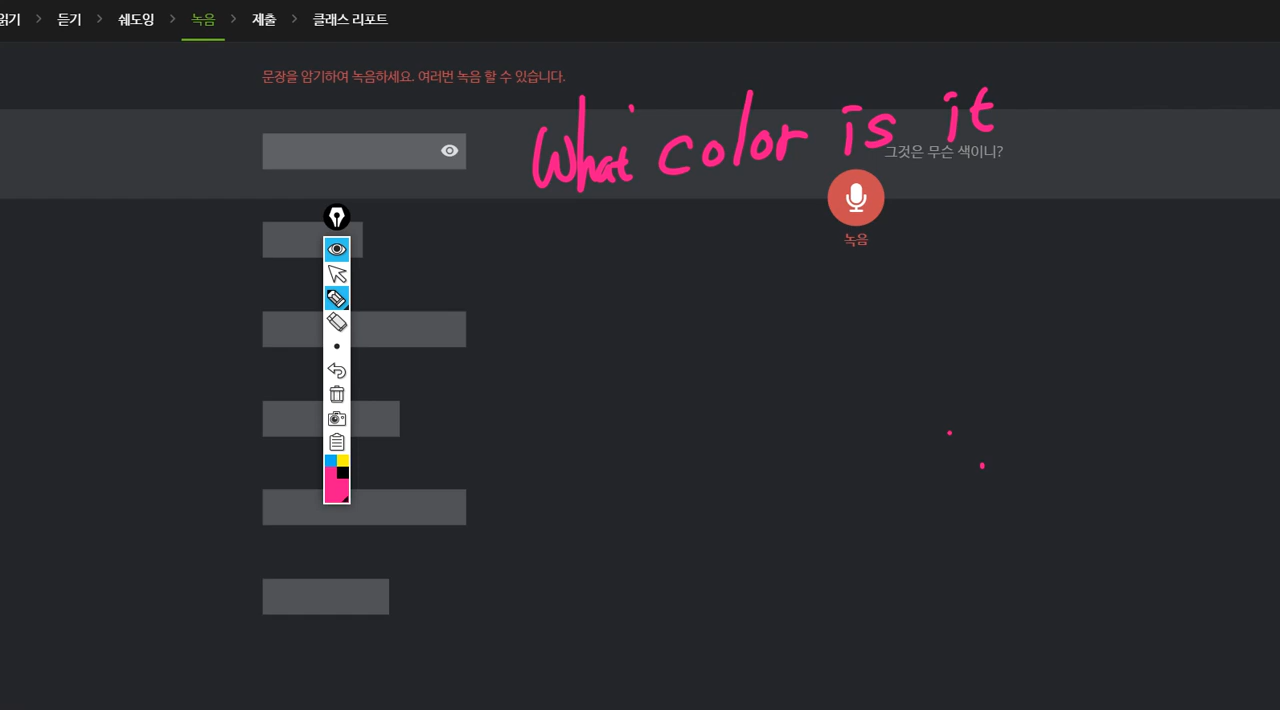 읽기 > 듣기 > 쉐도잉 > 녹음 > 제출 > 클래스 리포트
문장을 암기하여 녹음하세요. 여러번 녹음 할 수 있습니다.
What color is it
그것은 무슨 색이니?
녹음